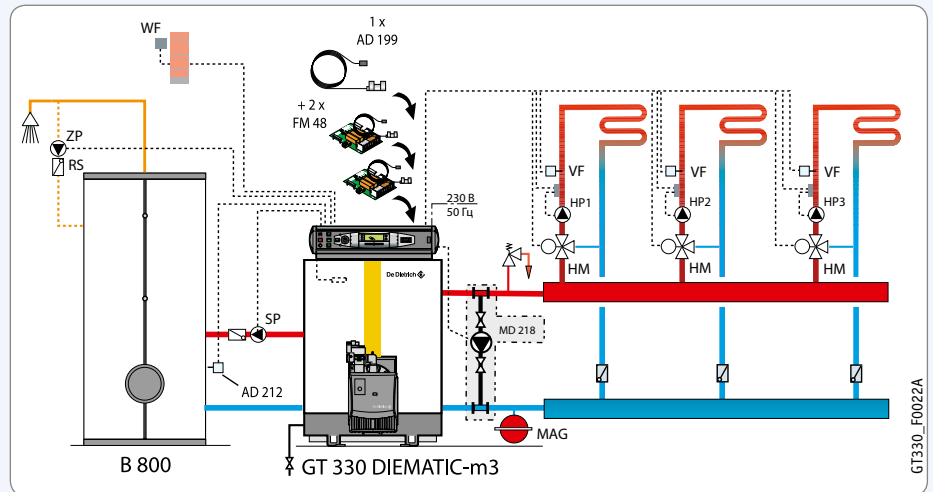 1 x
AD 199
WF
+ 2 x
FM 48
ZP
RS
230 В
50 Гц
VF
VF
VF
HP1
HP2
HP3
HM
HM
HM
De Dietrich
SP
MD 218
AD 212
MAG
B 800
GT 330 DIEMATIC-m3
GT330_F0022A